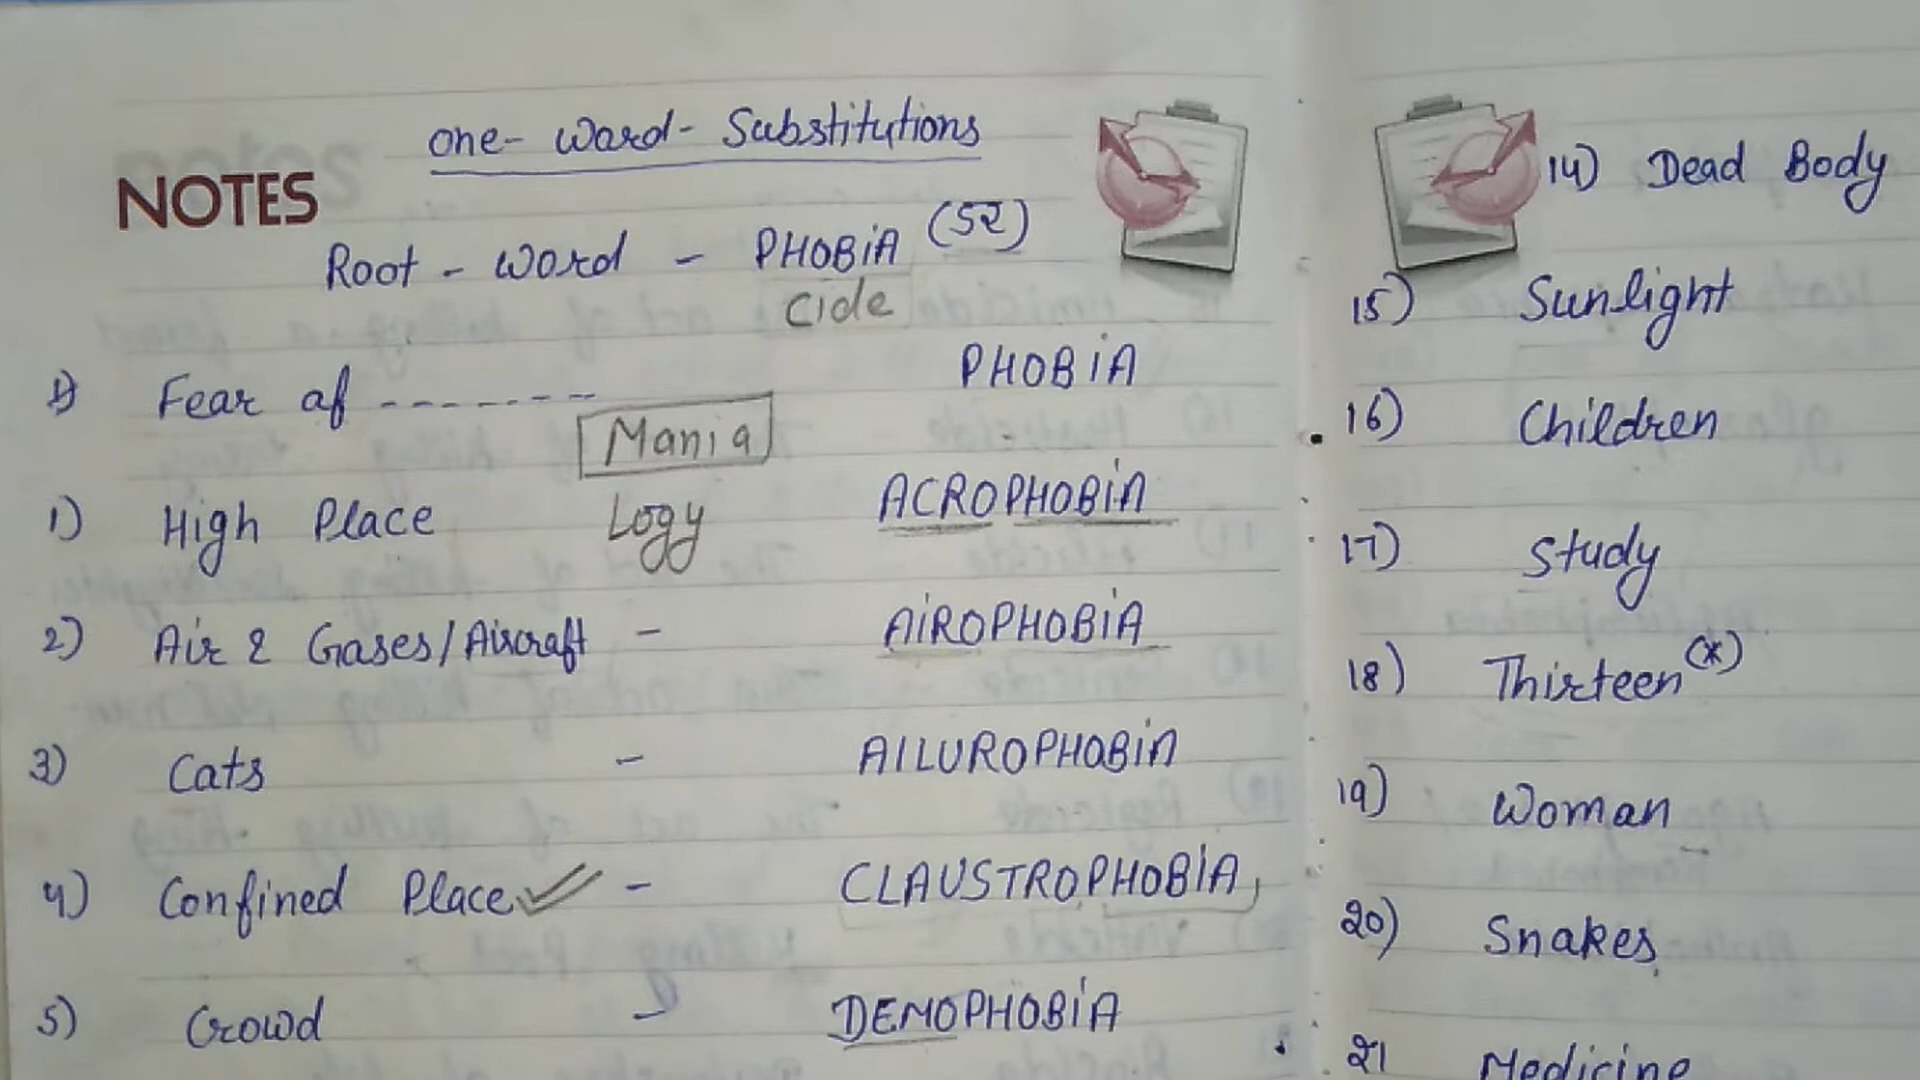 One-Word-Substitutions
NOTES
Root-Word - PHOBiA (52)
Cide
1) Fear of ------- PHOBiA
Mania
1) High Place ACROPHOBiA
Logy
2) Air & Gases/Aircraft - AiROPHOBiA
3) Cats - AILUROPHOBiA
4) Confined Place - CLAUSTROPHOBiA,
5) Crowd - DEMOPHOBiA
14) Dead Body
15) Sunlight
16) Children
17) Study
18) Thirteen (*)
19) Woman
20) Snakes
21 Medicine